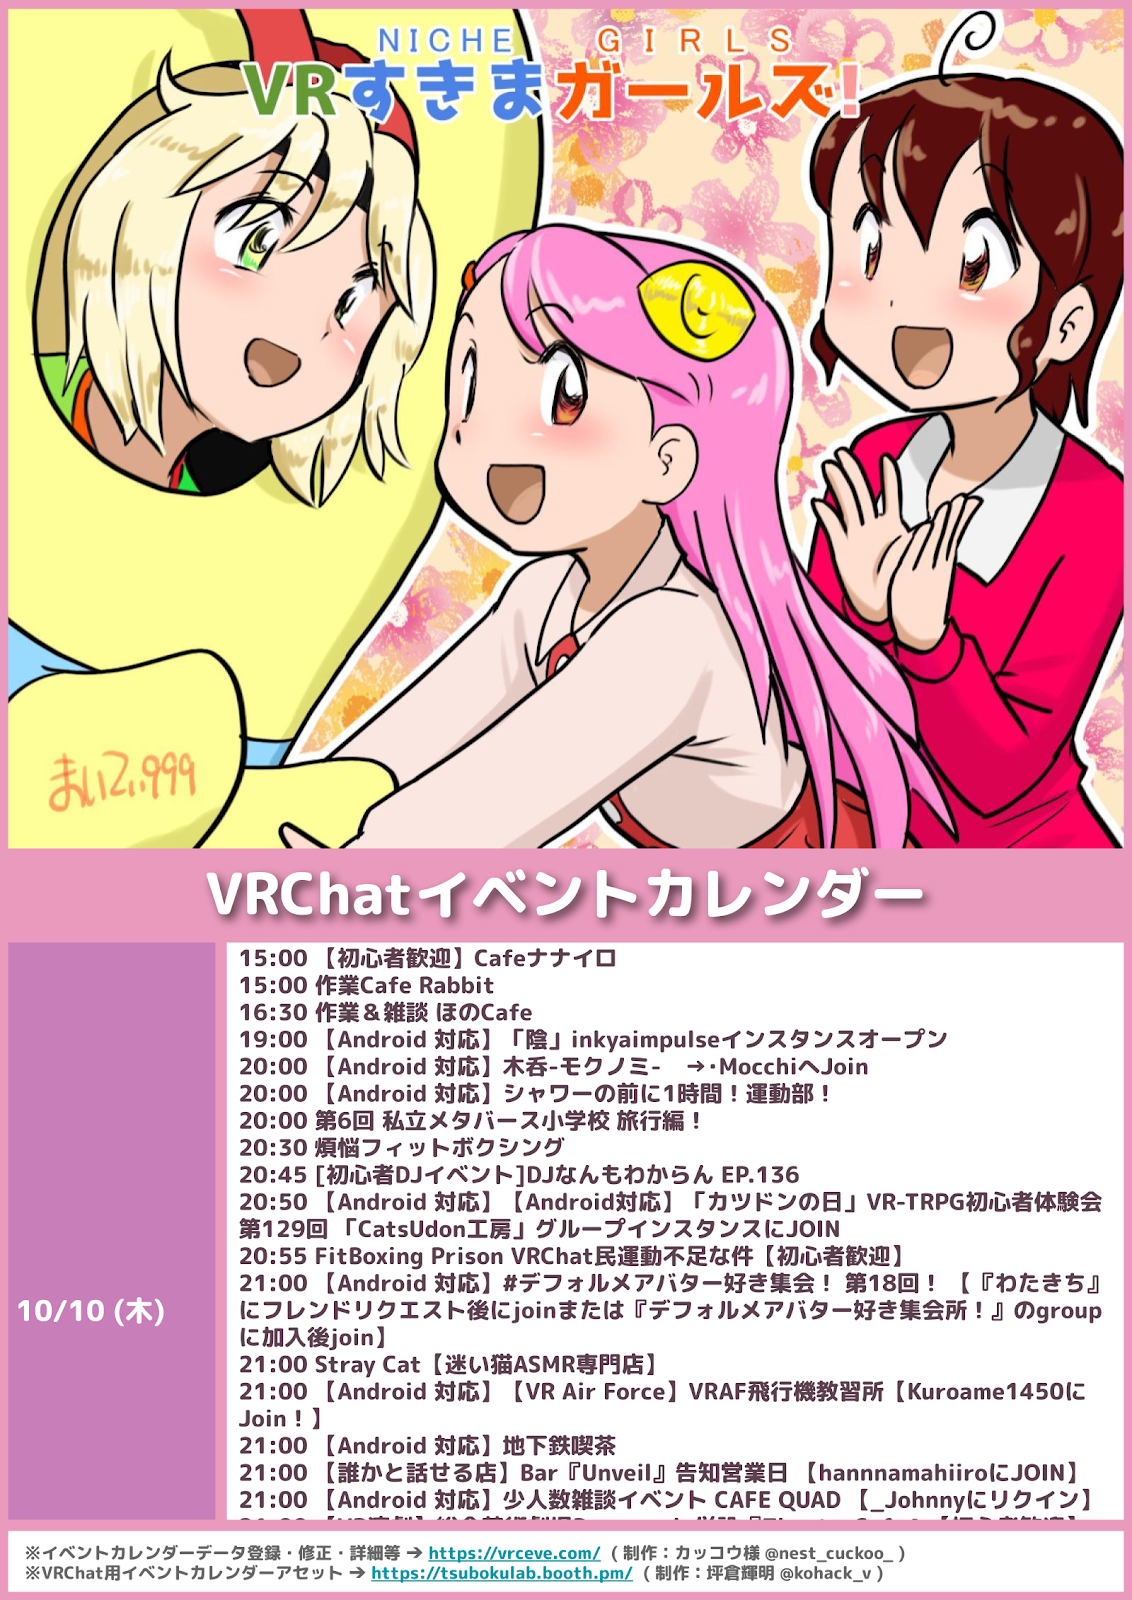 NICHE GIRLS
VRすきまガールズ!
まいてぃ999
VRChatイベントカレンダー
10/10 (木)
15:00 【初心者歓迎】Cafeナナイロ
15:00 作業Cafe Rabbit
16:30 作業＆雑談 ほのCafe
19:00 【Android 対応】「陰」inkyaimpulseインスタンスオープン
20:00 【Android 対応】木呑-モクノミ-　→･MocchiへJoin
20:00 【Android 対応】シャワーの前に1時間！運動部！
20:00 第6回 私立メタバース小学校 旅行編！
20:30 煩悩フィットボクシング
20:45 [初心者DJイベント]DJなんもわからん EP.136
20:50 【Android 対応】【Android対応】「カツドンの日」VR-TRPG初心者体験会
第129回 「CatsUdon工房」グループインスタンスにJOIN
20:55 FitBoxing Prison VRChat民運動不足な件【初心者歓迎】
21:00 【Android 対応】#デフォルメアバター好き集会！ 第18回！ 【『わたきち』
にフレンドリクエスト後にjoinまたは『デフォルメアバター好き集会所！』のgroup
に加入後join】
21:00 Stray Cat【迷い猫ASMR専門店】
21:00 【Android 対応】【VR Air Force】VRAF飛行機教習所【Kuroame1450に
Join！】
21:00 【Android 対応】地下鉄喫茶
21:00 【誰かと話せる店】Bar『Unveil』告知営業日 【hannnamahiiroにJOIN】
21:00 【Android 対応】少人数雑談イベント CAFE QUAD 【_Johnnyにリクイン】
※イベントカレンダーデータ登録・修正・詳細等 ➔ https://vrceve.com/ ( 制作：カッコウ様 @nest_cuckoo_ )
※VRChat用イベントカレンダーアセット ➔ https://tsubokulab.booth.pm/ ( 制作：坪倉輝明 @kohack_v )